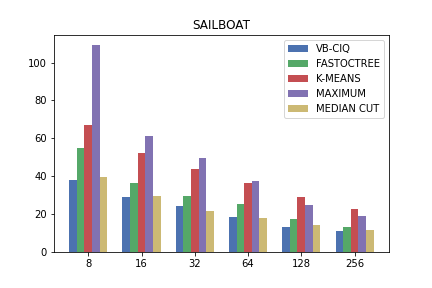 SAILBOAT
VB-CIQ
FASTOCTREE
K-MEANS
MAXIMUM
MEDIAN CUT
100
80
60
40
20
0
8 16 32 64 128 256